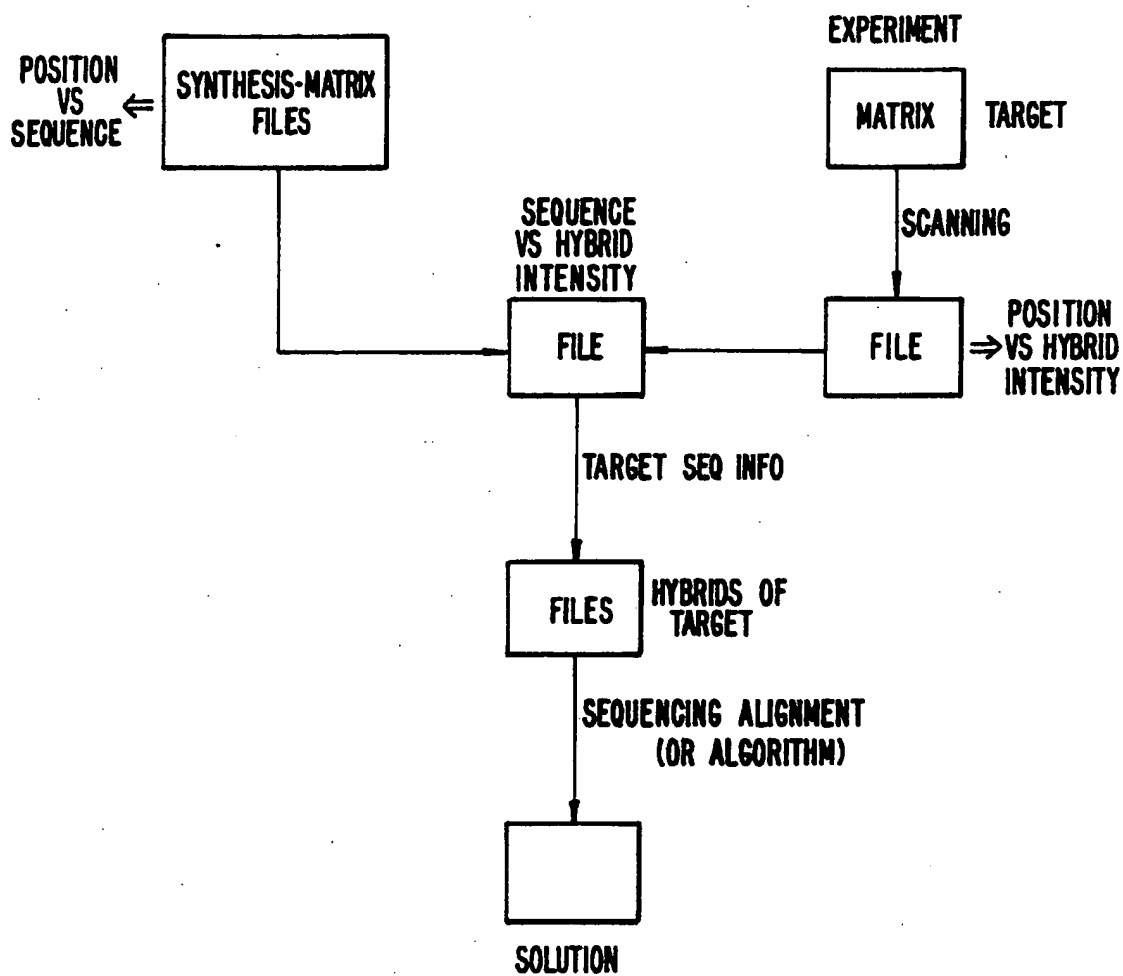 EXPERIMENT
POSITION
VS
SEQUENCE
SYNTHESIS-MATRIX
FILES
MATRIX
TARGET
SCANNING
SEQUENCE
VS HYBRID
INTENSITY
FILE
FILE
POSITION
VS HYBRID
INTENSITY
TARGET SEQ INFO
FILES
HYBRIDS OF
TARGET
SEQUENCING ALIGNMENT
(OR ALGORITHM)
SOLUTION